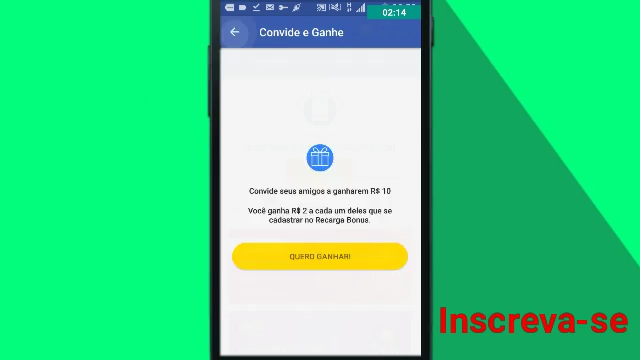 02:14
Convide e Ganhe
Convide seus amigos a ganharem R$ 10
Você ganha R$ 2 a cada um deles que se
cadastrar no Recarga Bonus.
QUERO GANHAR!
Inscreva-se